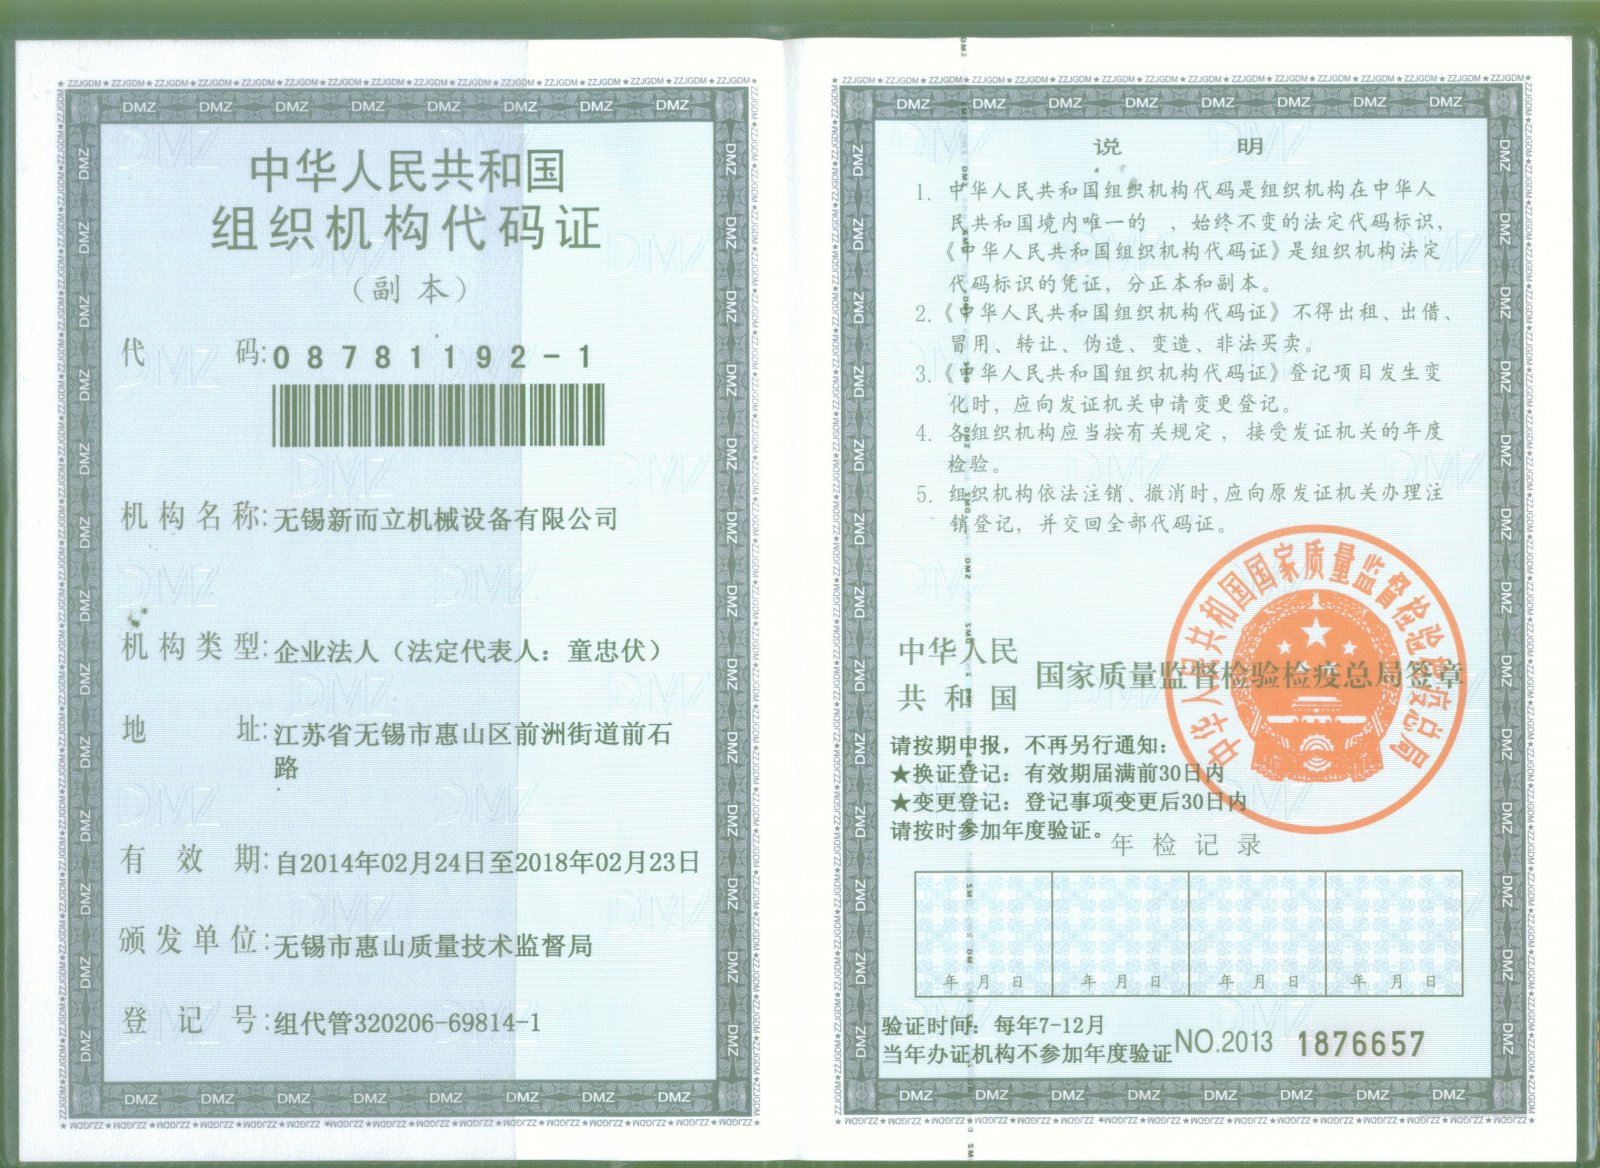 中华人民共和国
组织机构代码证
（副 本）
代 码:08781192-1
机构名称:无锡新而立机械设备有限公司
机构类型:企业法人（法定代表人：童忠伏）
地 址:江苏省无锡市惠山区前洲街道前石
路
有 效 期:自2014年02月24日至2018年02月23日
颁发单位:无锡市惠山质量技术监督局
登 记 号:组代管320206-69814-1
说 明
1. 中华人民共和国组织机构代码是组织机构在中华人
民共和国境内唯一的 ，始终不变的法定代码标识，
《中华人民共和国组织机构代码证》是组织机构法定
代码标识的凭证，分正本和副本。
2.《中华人民共和国组织机构代码证》不得出租、出借、
冒用、转让、伪造、变造、非法买卖。
3.《中华人民共和国组织机构代码证》登记项目发生变
化时，应向发证机关申请变更登记。
4. 各组织机构应当按有关规定，接受发证机关的年度
检验。
5. 组织机构依法注销、撤消时，应向原发证机关办理注
销登记，并交回全部代码证。
中华人民共和国国家质量监督检验检疫总局
中华人民
共 和 国
国家质量监督检验检疫总局签章
请按期申报，不再另行通知：
★换证登记：有效期届满前30日内
★变更登记：登记事项变更后30日内
请按时参加年度验证。
年 检 记 录
年 月 日 年 月 日 年 月 日 年 月 日
验证时间：每年7-12月
当年办证机构不参加年度验证
NO.2013 1876657